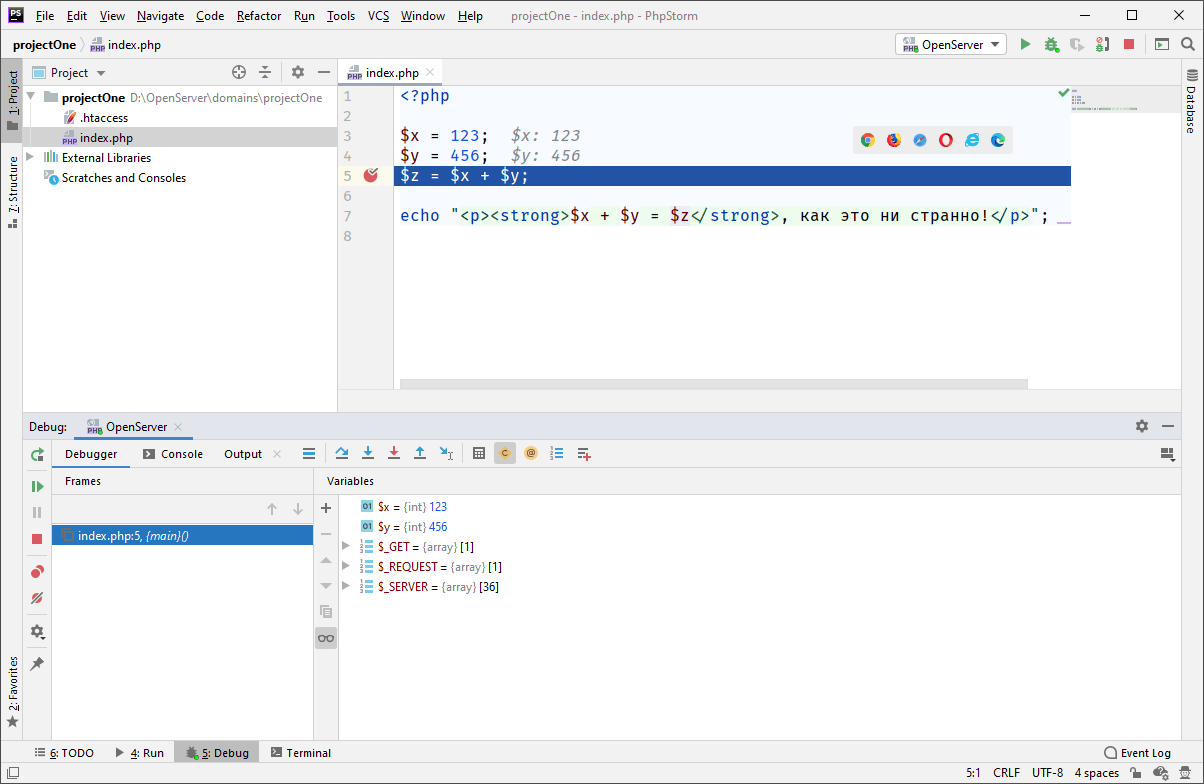 PS File Edit View Navigate Code Refactor Run Tools VCS Window Help projectOne - index.php - PhpStorm
projectOne index.php OpenServer
1: Project
Project
index.php
projectOne D:\OpenServer\domains\projectOne
.htaccess
index.php
External Libraries
Scratches and Consoles
7: Structure
2: Favorites
1 <?php
2
3 $x = 123; $x: 123
4 $y = 456; $y: 456
5 $z = $x + $y;
6
7 echo "<p><strong>$x + $y = $z</strong>, как это ни странно!</p>";
8
Database
Debug: OpenServer
Debugger Console Output
Frames
Variables
index.php:5, {main}()
$x = {int} 123
$y = {int} 456
$_GET = {array} [1]
$_REQUEST = {array} [1]
$_SERVER = {array} [36]
6: TODO 4: Run 5: Debug Terminal Event Log
5:1 CRLF UTF-8 4 spaces